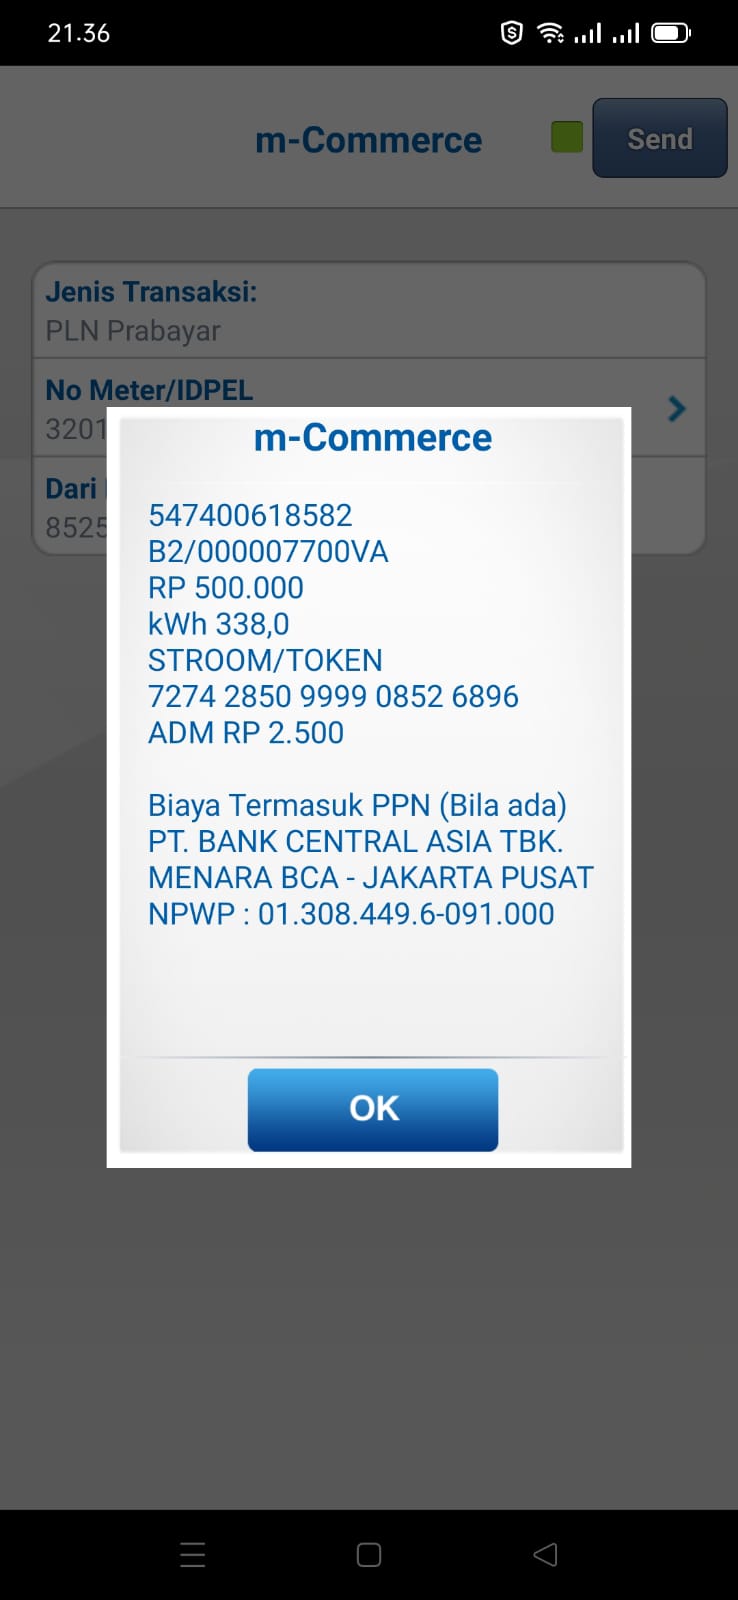 21.36
m-Commerce
Send
Jenis Transaksi:
PLN Prabayar
No Meter/IDPEL
3201
Dari
8525
m-Commerce
547400618582
B2/000007700VA
RP 500.000
kWh 338,0
STROOM/TOKEN
7274 2850 9999 0852 6896
ADM RP 2.500
Biaya Termasuk PPN (Bila ada)
PT. BANK CENTRAL ASIA TBK.
MENARA BCA - JAKARTA PUSAT
NPWP : 01.308.449.6-091.000
OK